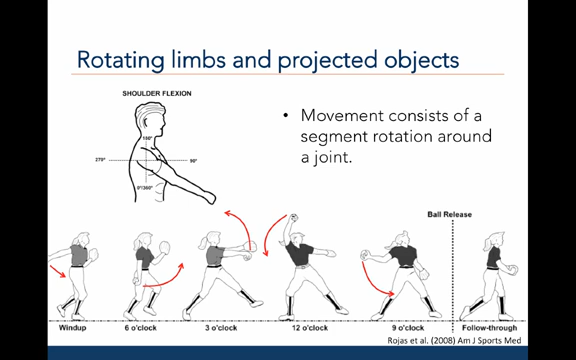 Rotating limbs and projected objects
SHOULDER FLEXION
180°
270°
90°
0°/360°
• Movement consists of a
segment rotation around
a joint.
Ball Release
Windup
6 o'clock
3 o'clock
12 o'clock
9 o'clock
Follow-through
Rojas et al. (2008) Am J Sports Med